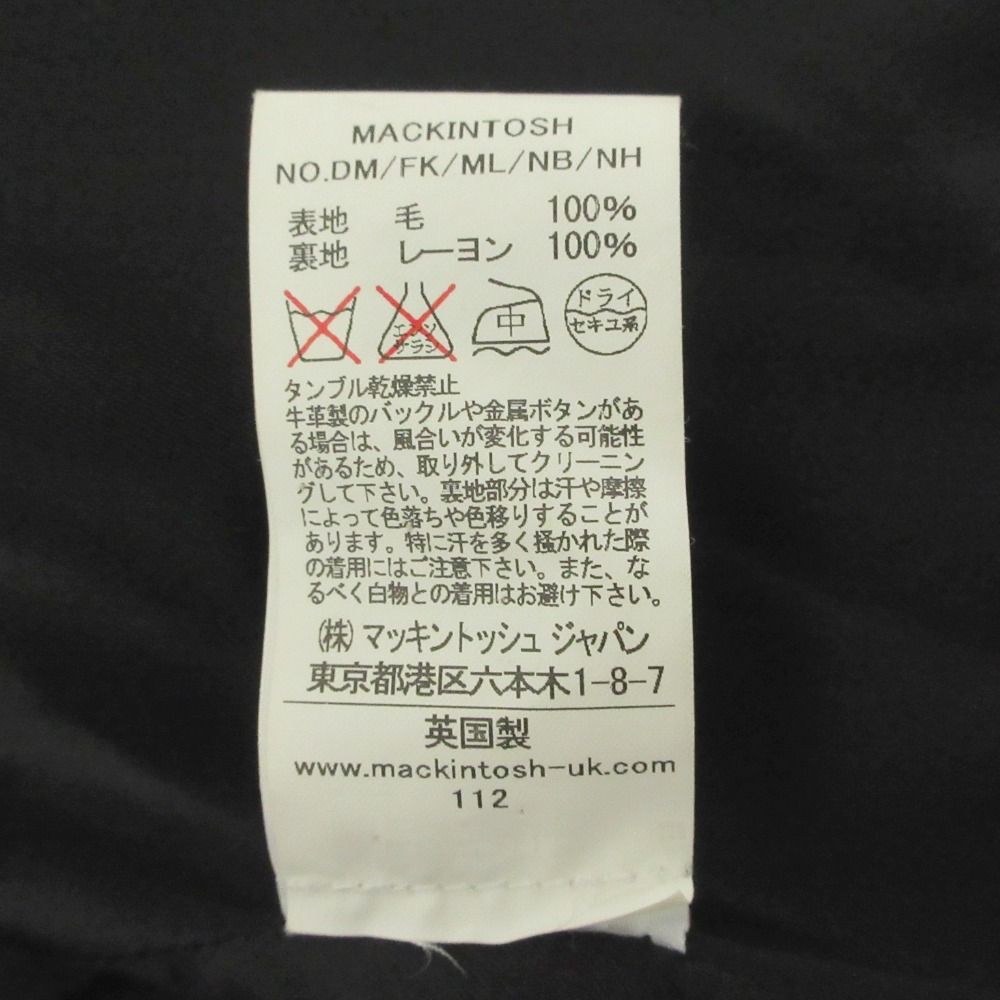 MACKINTOSH
NO.DM/FK/ML/NB/NH
表地 毛 100%
裏地 レーヨン 100%
エンソ サラシ 中 ドライ セキユ系
タンブル乾燥禁止
牛革製のバックルや金属ボタンがあ
る場合は、風合いが変化する可能性
があるため、取り外してクリーニン
グして下さい。裏地部分は汗や摩擦
によって色落ちや色移りすることが
あります。特に汗を多く掻かれた際
の着用にはご注意下さい。また、な
るべく白物との着用はお避け下さい。
(株)マッキントッシュ ジャパン
東京都港区六本木1-8-7
英国製
www.mackintosh-uk.com
112